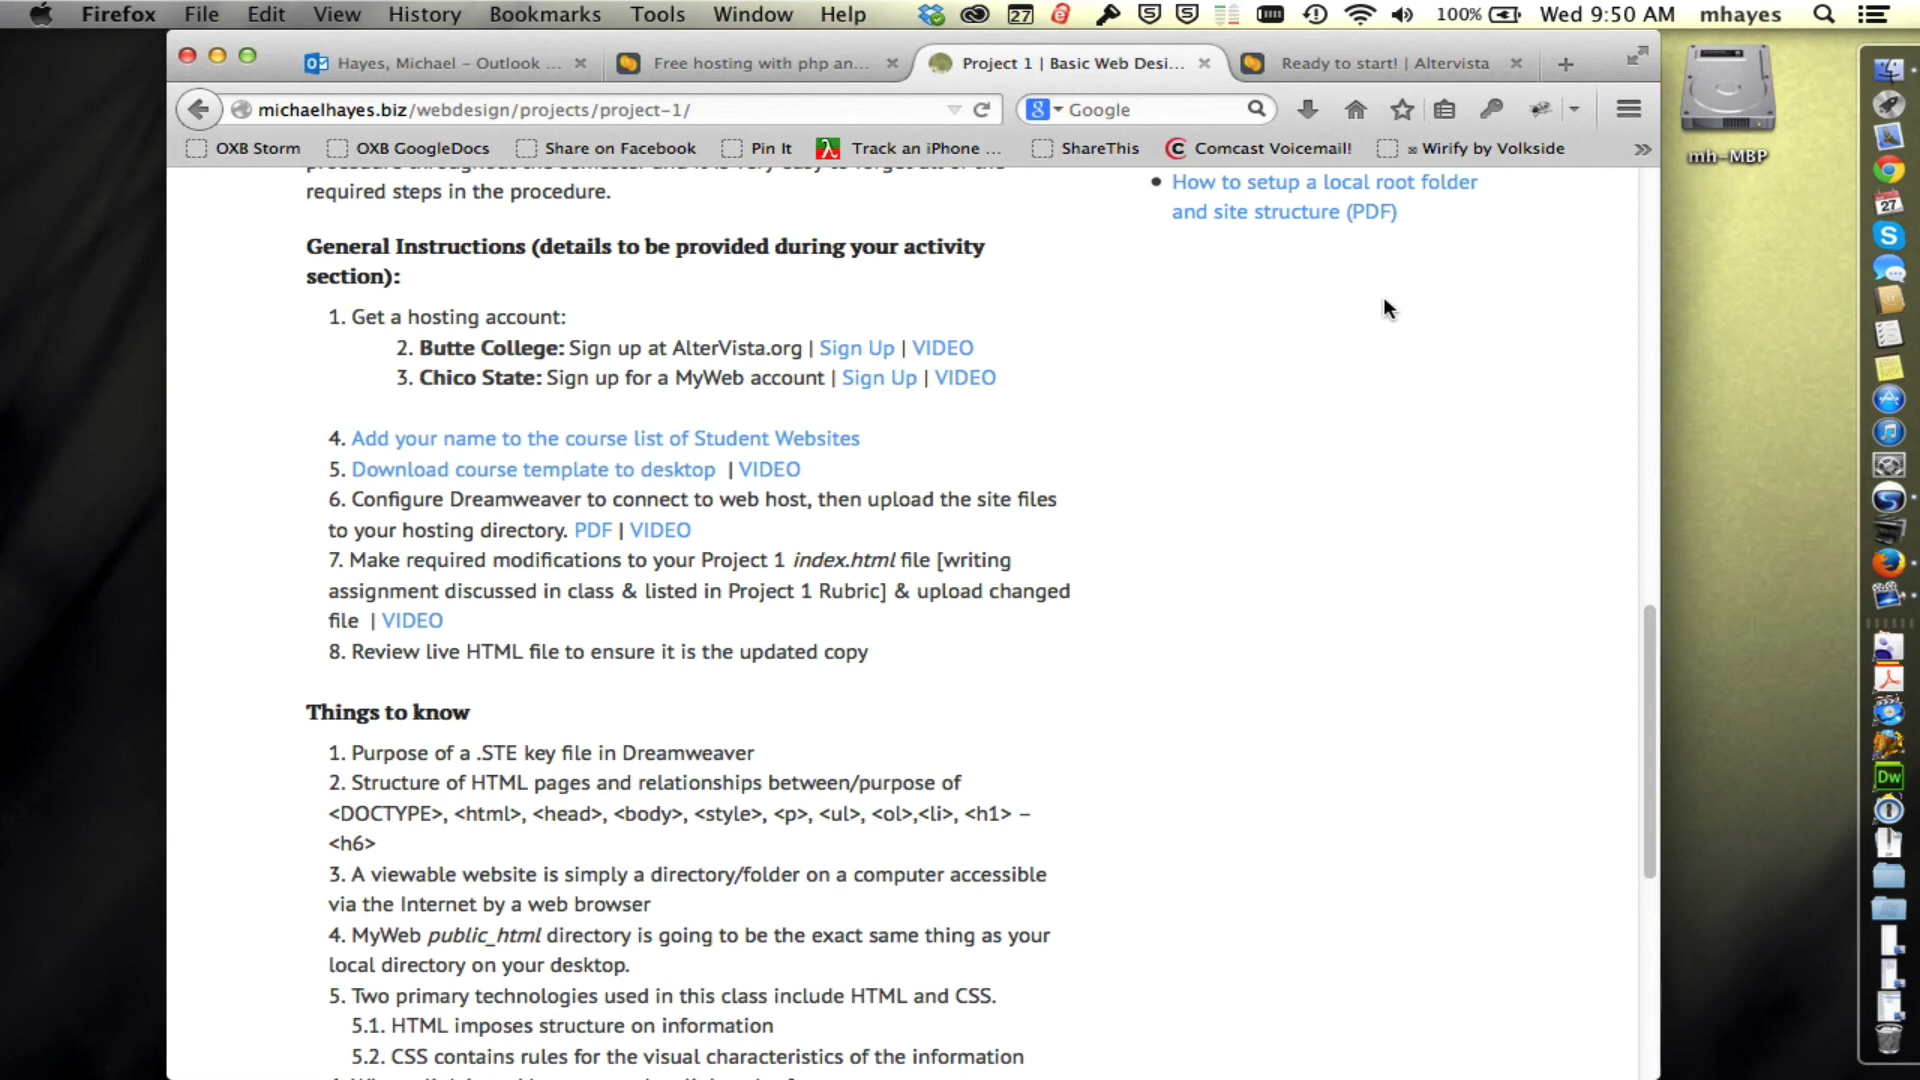 Firefox File Edit View History Bookmarks Tools Window Help 27 100% Wed 9:50 AM mhayes
Hayes, Michael – Outlook ...
Free hosting with php an...
Project 1 | Basic Web Desi...
Ready to start! | Altervista
michaelhayes.biz/webdesign/projects/project-1/
Google
OXB Storm
OXB GoogleDocs
Share on Facebook
Pin It
Track an iPhone ...
ShareThis
Comcast Voicemail!
Wirify by Volkside
mh-MBP
required steps in the procedure.
• How to setup a local root folder
and site structure (PDF)
General Instructions (details to be provided during your activity
section):
1. Get a hosting account:
2. Butte College: Sign up at AlterVista.org | Sign Up | VIDEO
3. Chico State: Sign up for a MyWeb account | Sign Up | VIDEO
4. Add your name to the course list of Student Websites
5. Download course template to desktop | VIDEO
6. Configure Dreamweaver to connect to web host, then upload the site files
to your hosting directory. PDF | VIDEO
7. Make required modifications to your Project 1 index.html file [writing
assignment discussed in class & listed in Project 1 Rubric] & upload changed
file | VIDEO
8. Review live HTML file to ensure it is the updated copy
Things to know
1. Purpose of a .STE key file in Dreamweaver
2. Structure of HTML pages and relationships between/purpose of
<DOCTYPE>, <html>, <head>, <body>, <style>, <p>, <ul>, <ol>,<li>, <h1> –
<h6>
3. A viewable website is simply a directory/folder on a computer accessible
via the Internet by a web browser
4. MyWeb public_html directory is going to be the exact same thing as your
local directory on your desktop.
5. Two primary technologies used in this class include HTML and CSS.
5.1. HTML imposes structure on information
5.2. CSS contains rules for the visual characteristics of the information
27
Dw